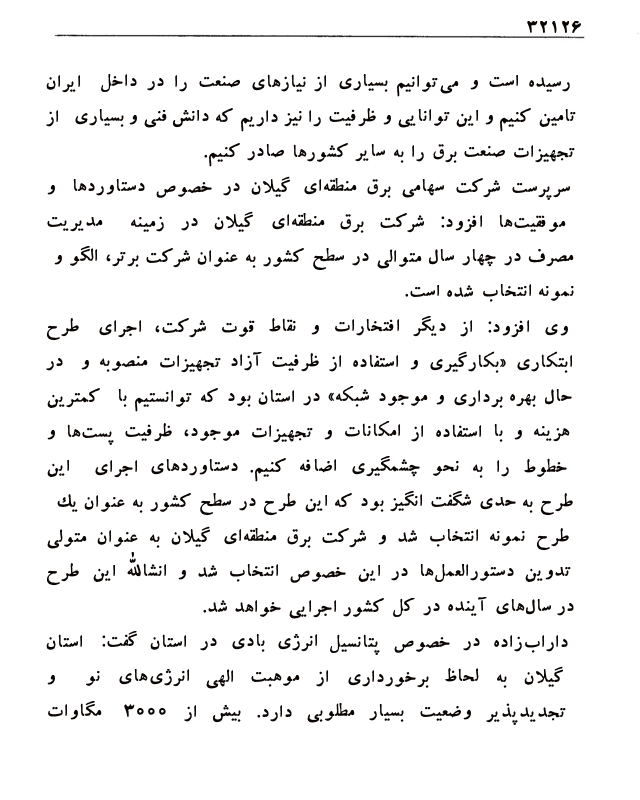 ۳۲۱۲۶
رسیده است و می‌توانیم بسیاری از نیازهای صنعت را در داخل ایران
تامین کنیم و این توانایی و ظرفیت را نیز داریم که دانش فنی و بسیاری از
تجهیزات صنعت برق را به سایر کشورها صادر کنیم.
سرپرست شرکت سهامی برق منطقه‌ای گیلان در خصوص دستاوردها و
موفقیت‌ها افزود: شرکت برق منطقه‌ای گیلان در زمینه مدیریت
مصرف در چهار سال متوالی در سطح کشور به عنوان شرکت برتر، الگو و
نمونه انتخاب شده است.
وی افزود: از دیگر افتخارات و نقاط قوت شرکت، اجرای طرح
ابتکاری «بکارگیری و استفاده از ظرفیت آزاد تجهیزات منصوبه و در
حال بهره برداری و موجود شبکه» در استان بود که توانستیم با کمترین
هزینه و با استفاده از امکانات و تجهیزات موجود، ظرفیت پست‌ها و
خطوط را به نحو چشمگیری اضافه کنیم. دستاوردهای اجرای این
طرح به حدی شگفت انگیز بود که این طرح در سطح کشور به عنوان یك
طرح نمونه انتخاب شد و شرکت برق منطقه‌ای گیلان به عنوان متولی
تدوین دستورالعمل‌ها در این خصوص انتخاب شد و انشالله این طرح
در سال‌های آینده در کل کشور اجرایی خواهد شد.
داراب‌زاده در خصوص پتانسیل انرژی بادی در استان گفت: استان
گیلان به لحاظ برخورداری از موهبت الهی انرژی‌های نو و
تجدیدپذیر وضعیت بسیار مطلوبی دارد. بیش از ۳۰۰۰ مگاوات